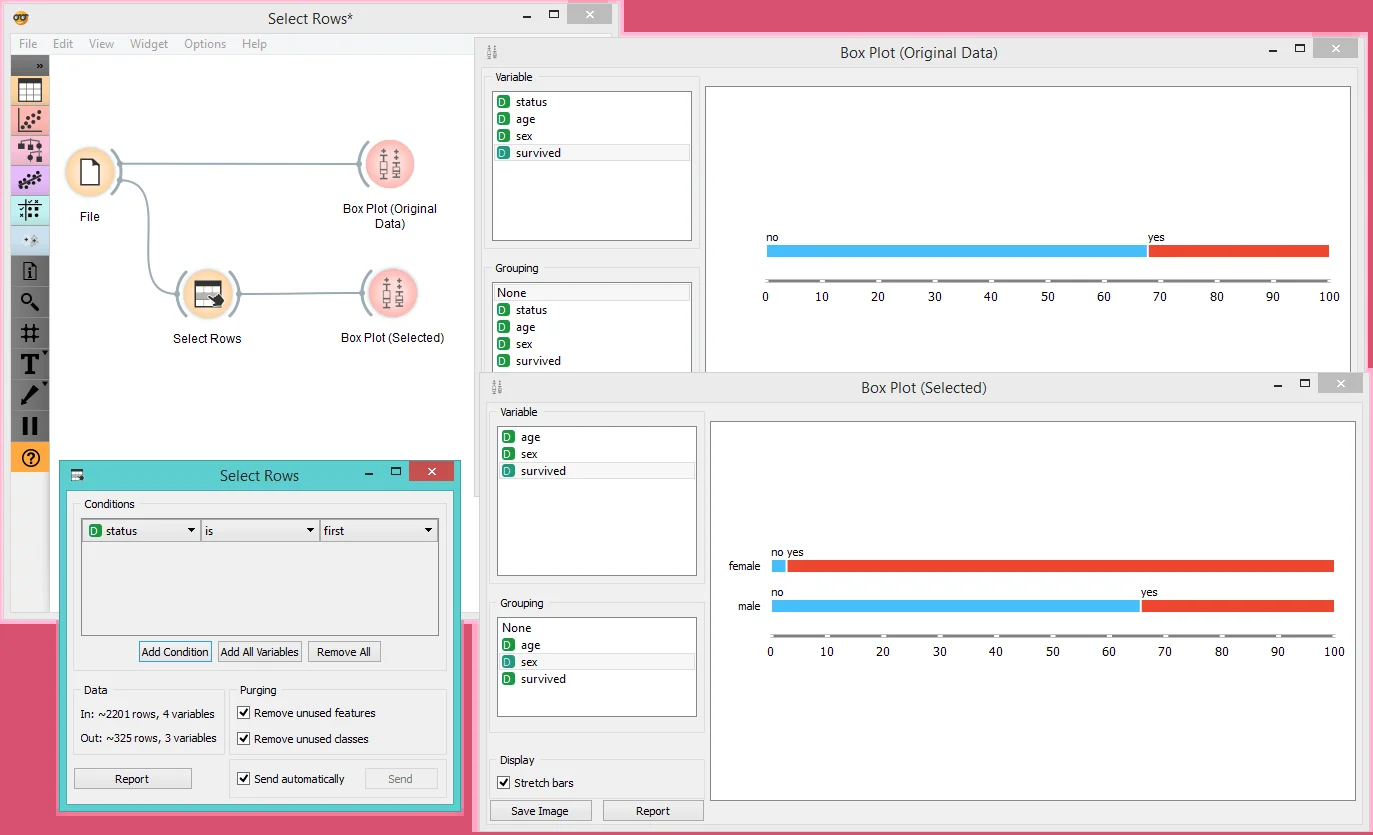 Select Rows*
File Edit View Widget Options Help
»
File
Box Plot (Original
Data)
Select Rows
Box Plot (Selected)
T
?
Box Plot (Original Data)
Variable
D status
D age
D sex
D survived
Grouping
None
D status
D age
D sex
D survived
no yes
0 10 20 30 40 50 60 70 80 90 100
Box Plot (Selected)
Variable
D age
D sex
D survived
Grouping
None
D age
D sex
D survived
Display
Stretch bars
Save Image Report
no yes
female
no yes
male
0 10 20 30 40 50 60 70 80 90 100
Select Rows
Conditions
D status is first
Add Condition Add All Variables Remove All
Data
In: ~2201 rows, 4 variables
Out: ~325 rows, 3 variables
Report
Purging
Remove unused features
Remove unused classes
Send automatically Send